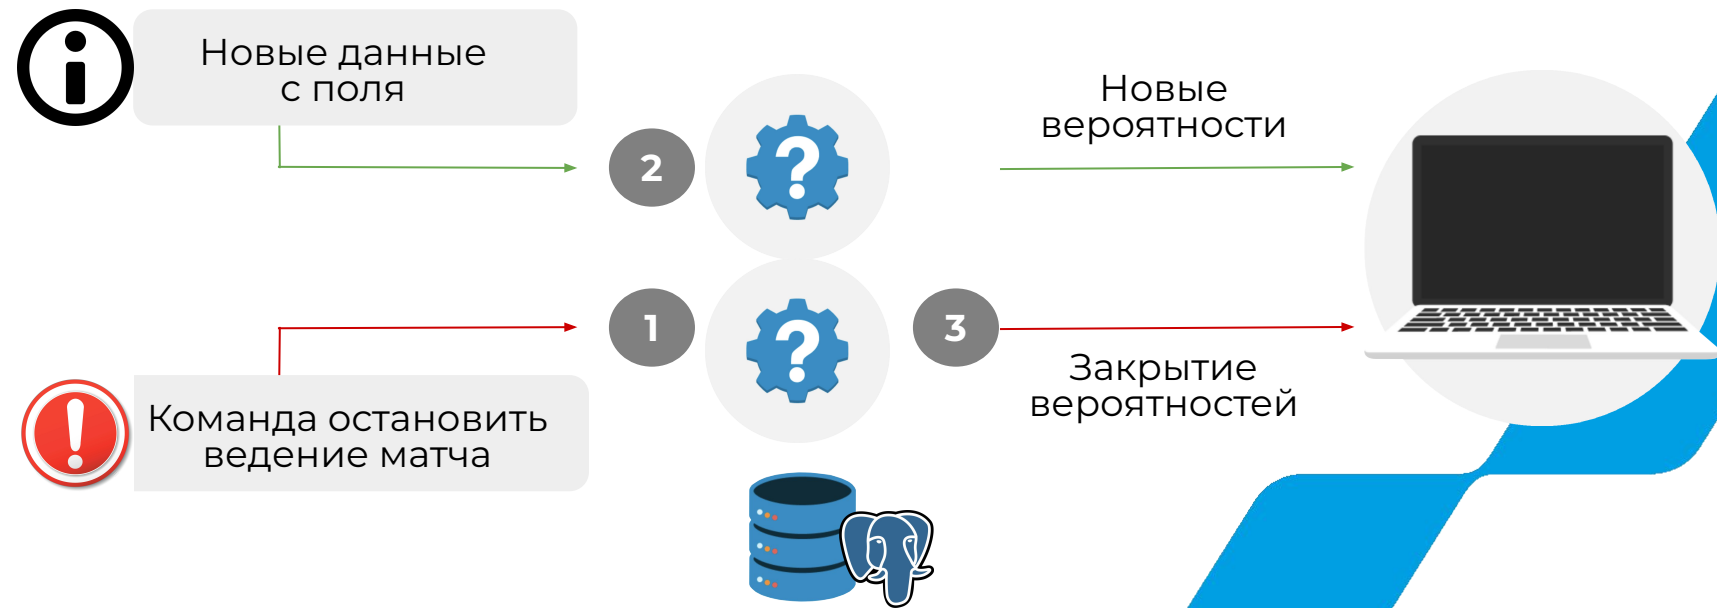 Новые данные
с поля
2
Новые
вероятности
1
3
Команда остановить
ведение матча
Закрытие
вероятностей